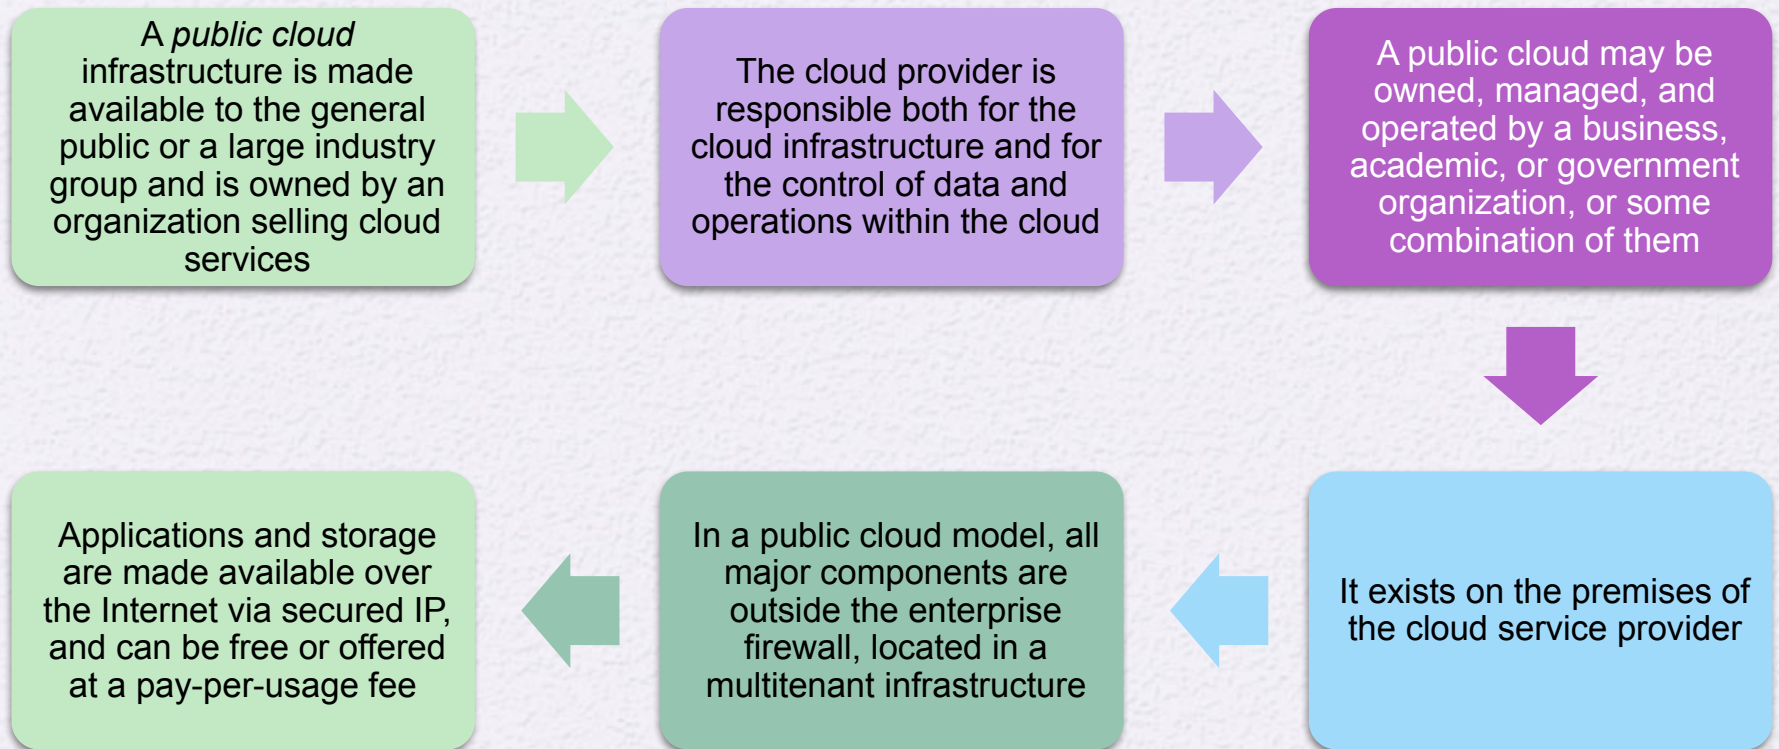 A public cloud
infrastructure is made
available to the general
public or a large industry
group and is owned by an
organization selling cloud
services
The cloud provider is
responsible both for the
cloud infrastructure and for
the control of data and
operations within the cloud
A public cloud may be
owned, managed, and
operated by a business,
academic, or government
organization, or some
combination of them
It exists on the premises of
the cloud service provider
In a public cloud model, all
major components are
outside the enterprise
firewall, located in a
multitenant infrastructure
Applications and storage
are made available over
the Internet via secured IP,
and can be free or offered
at a pay-per-usage fee